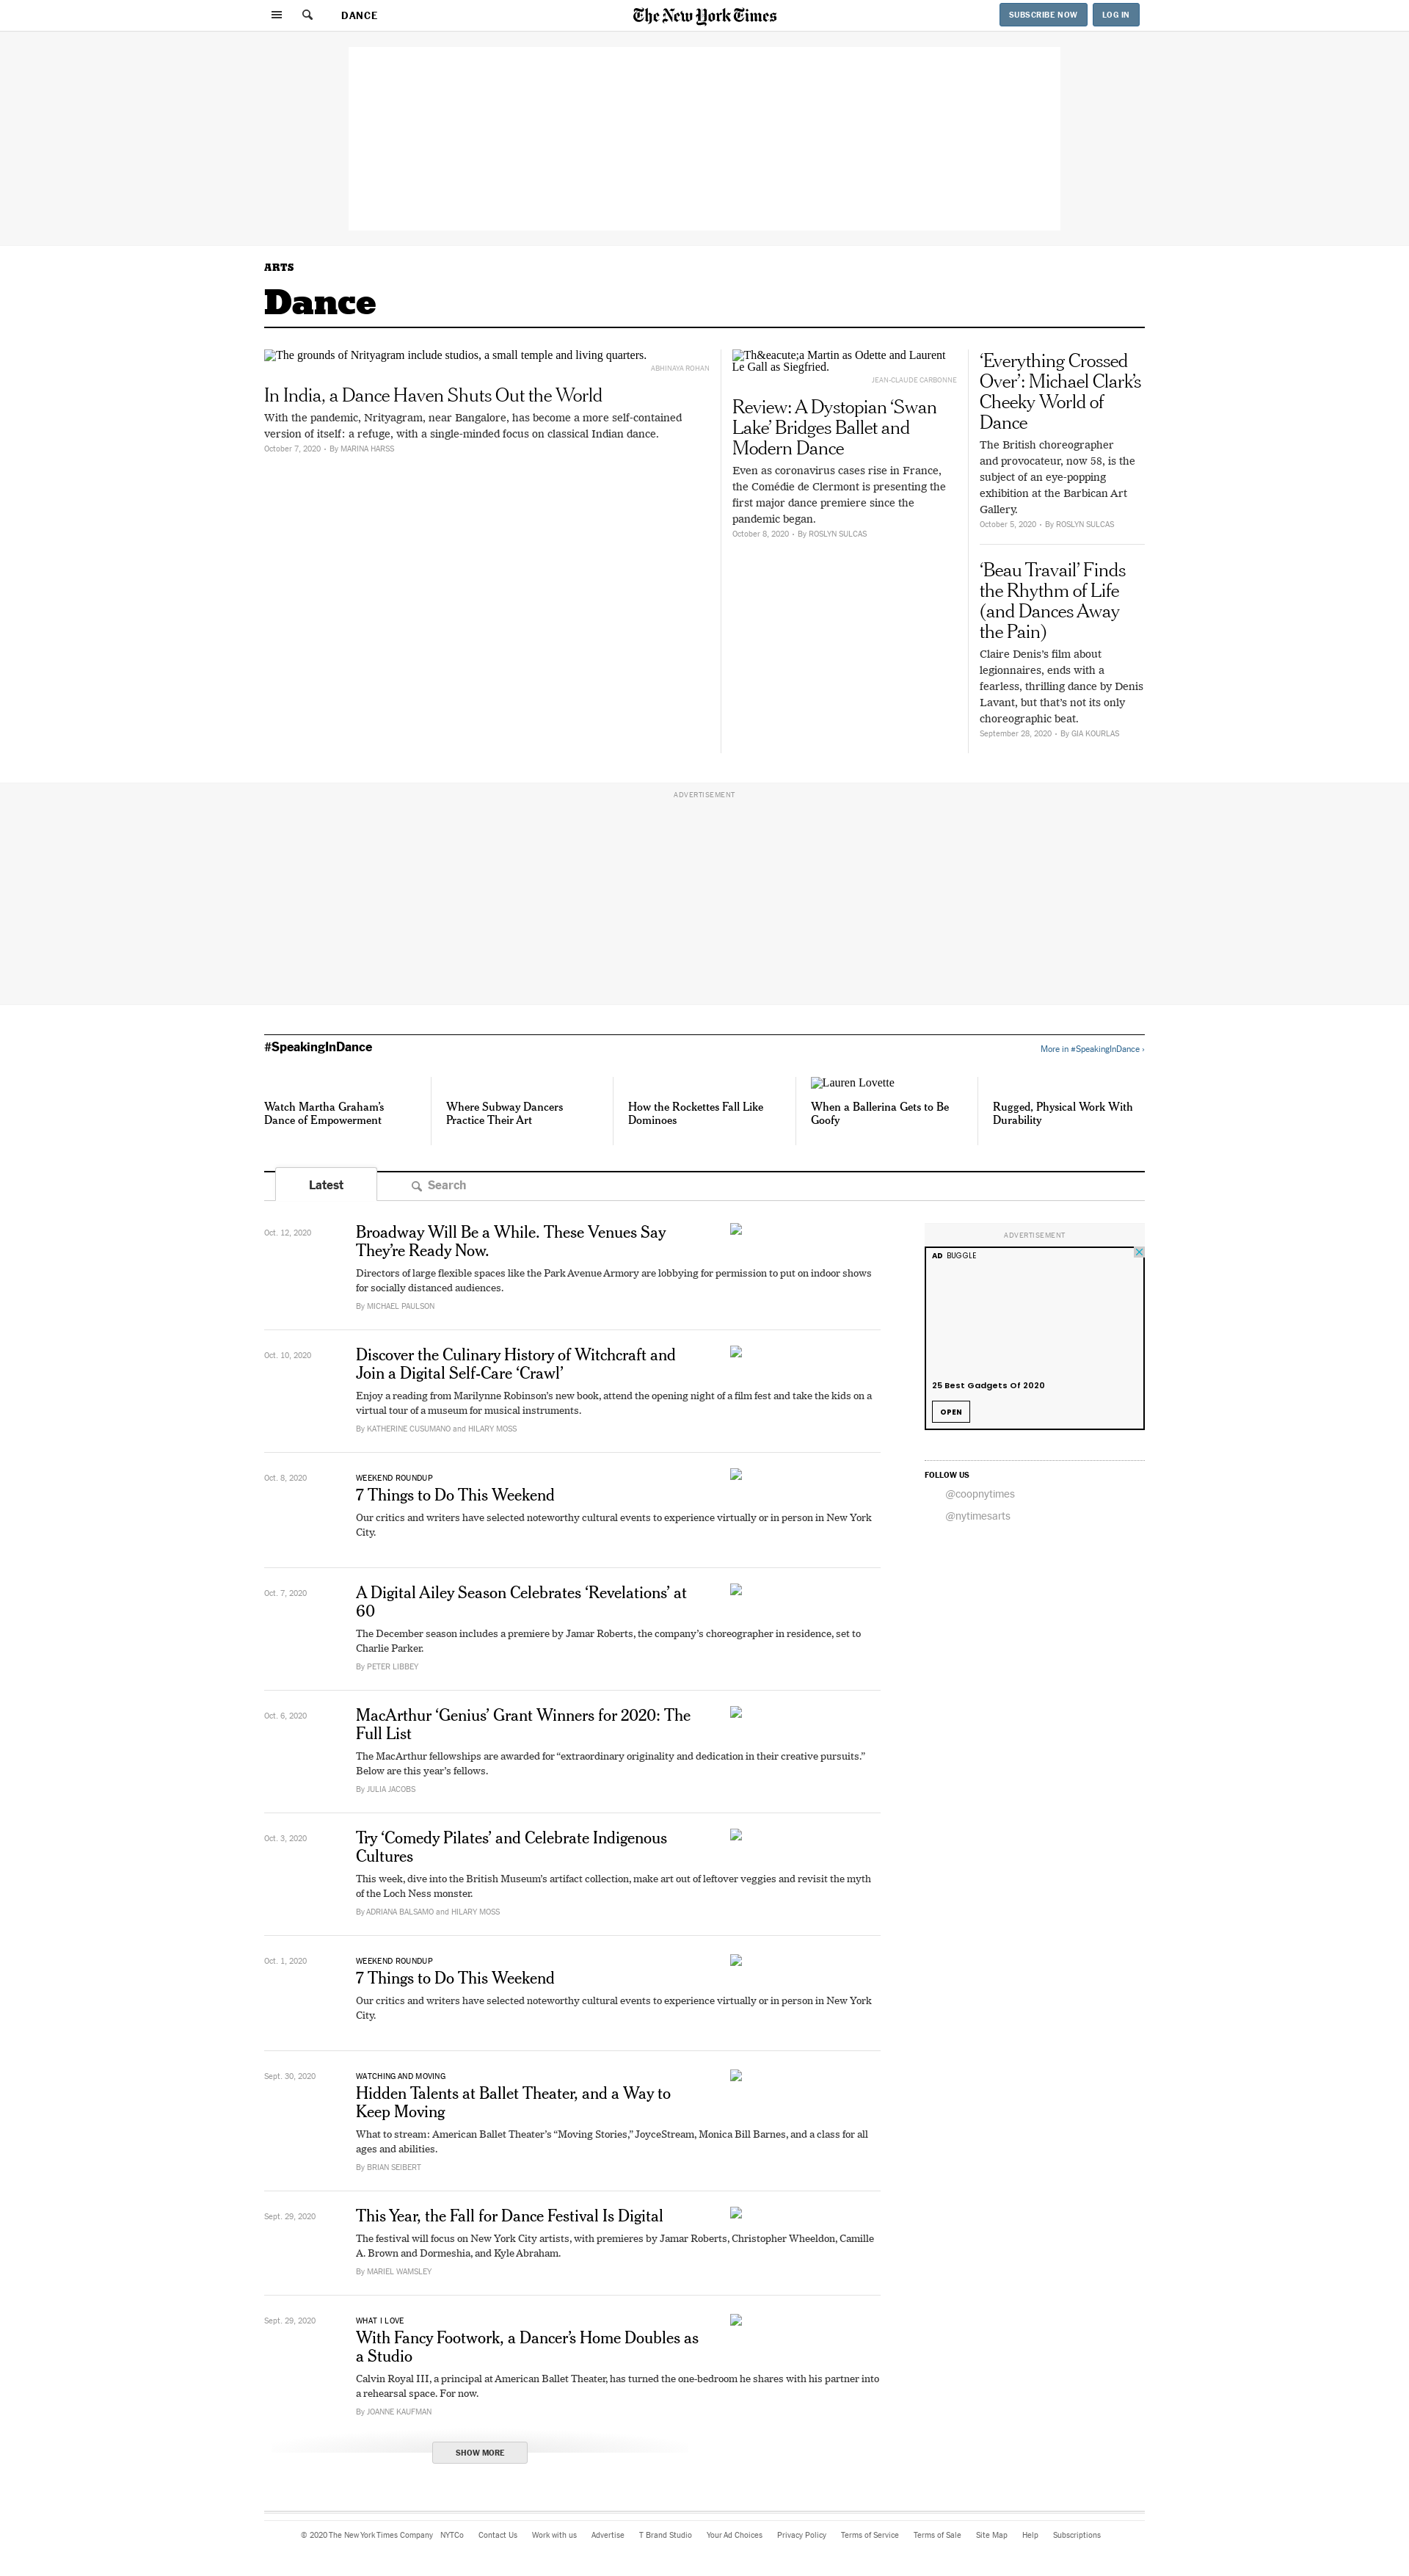 DANCE
The New York Times
SUBSCRIBE NOW
LOG IN
ARTS
Dance
The grounds of Nrityagram include studios, a small temple and living quarters.
ABHINAYA ROHAN
In India, a Dance Haven Shuts Out the World
With the pandemic, Nrityagram, near Bangalore, has become a more self-contained
version of itself: a refuge, with a single-minded focus on classical Indian dance.
October 7, 2020 • By MARINA HARSS
Th&eacute;a Martin as Odette and Laurent
Le Gall as Siegfried.
JEAN-CLAUDE CARBONNE
Review: A Dystopian ‘Swan
Lake’ Bridges Ballet and
Modern Dance
Even as coronavirus cases rise in France,
the Comédie de Clermont is presenting the
first major dance premiere since the
pandemic began.
October 8, 2020 • By ROSLYN SULCAS
‘Everything Crossed
Over’: Michael Clark’s
Cheeky World of
Dance
The British choreographer
and provocateur, now 58, is the
subject of an eye-popping
exhibition at the Barbican Art
Gallery.
October 5, 2020 • By ROSLYN SULCAS
‘Beau Travail’ Finds
the Rhythm of Life
(and Dances Away
the Pain)
Claire Denis’s film about
legionnaires, ends with a
fearless, thrilling dance by Denis
Lavant, but that’s not its only
choreographic beat.
September 28, 2020 • By GIA KOURLAS
ADVERTISEMENT
#SpeakingInDance
More in #SpeakingInDance ›
Watch Martha Graham’s
Dance of Empowerment
Where Subway Dancers
Practice Their Art
How the Rockettes Fall Like
Dominoes
Lauren Lovette
When a Ballerina Gets to Be
Goofy
Rugged, Physical Work With
Durability
Latest
Search
Oct. 12, 2020
Broadway Will Be a While. These Venues Say
They’re Ready Now.
Directors of large flexible spaces like the Park Avenue Armory are lobbying for permission to put on indoor shows
for socially distanced audiences.
By MICHAEL PAULSON
Oct. 10, 2020
Discover the Culinary History of Witchcraft and
Join a Digital Self-Care ‘Crawl’
Enjoy a reading from Marilynne Robinson’s new book, attend the opening night of a film fest and take the kids on a
virtual tour of a museum for musical instruments.
By KATHERINE CUSUMANO and HILARY MOSS
Oct. 8, 2020
WEEKEND ROUNDUP
7 Things to Do This Weekend
Our critics and writers have selected noteworthy cultural events to experience virtually or in person in New York
City.
Oct. 7, 2020
A Digital Ailey Season Celebrates ‘Revelations’ at
60
The December season includes a premiere by Jamar Roberts, the company’s choreographer in residence, set to
Charlie Parker.
By PETER LIBBEY
Oct. 6, 2020
MacArthur ‘Genius’ Grant Winners for 2020: The
Full List
The MacArthur fellowships are awarded for “extraordinary originality and dedication in their creative pursuits.”
Below are this year’s fellows.
By JULIA JACOBS
Oct. 3, 2020
Try ‘Comedy Pilates’ and Celebrate Indigenous
Cultures
This week, dive into the British Museum’s artifact collection, make art out of leftover veggies and revisit the myth
of the Loch Ness monster.
By ADRIANA BALSAMO and HILARY MOSS
Oct. 1, 2020
WEEKEND ROUNDUP
7 Things to Do This Weekend
Our critics and writers have selected noteworthy cultural events to experience virtually or in person in New York
City.
Sept. 30, 2020
WATCHING AND MOVING
Hidden Talents at Ballet Theater, and a Way to
Keep Moving
What to stream: American Ballet Theater’s “Moving Stories,” JoyceStream, Monica Bill Barnes, and a class for all
ages and abilities.
By BRIAN SEIBERT
Sept. 29, 2020
This Year, the Fall for Dance Festival Is Digital
The festival will focus on New York City artists, with premieres by Jamar Roberts, Christopher Wheeldon, Camille
A. Brown and Dormeshia, and Kyle Abraham.
By MARIEL WAMSLEY
Sept. 29, 2020
WHAT I LOVE
With Fancy Footwork, a Dancer’s Home Doubles as
a Studio
Calvin Royal III, a principal at American Ballet Theater, has turned the one-bedroom he shares with his partner into
a rehearsal space. For now.
By JOANNE KAUFMAN
SHOW MORE
ADVERTISEMENT
AD BUGGLE
25 Best Gadgets Of 2020
OPEN
FOLLOW US
@coopnytimes
@nytimesarts
© 2020 The New York Times Company NYTCo Contact Us Work with us Advertise T Brand Studio Your Ad Choices Privacy Policy Terms of Service Terms of Sale Site Map Help Subscriptions